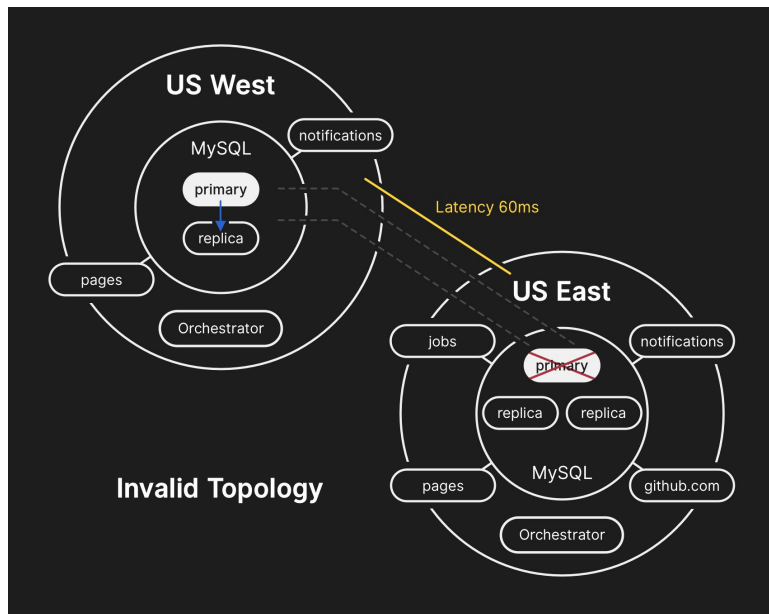 US West
notifications
MySQL
primary
replica
pages
Orchestrator
Latency 60ms
US East
jobs
notifications
primary
replica
replica
MySQL
pages
github.com
Orchestrator
Invalid Topology